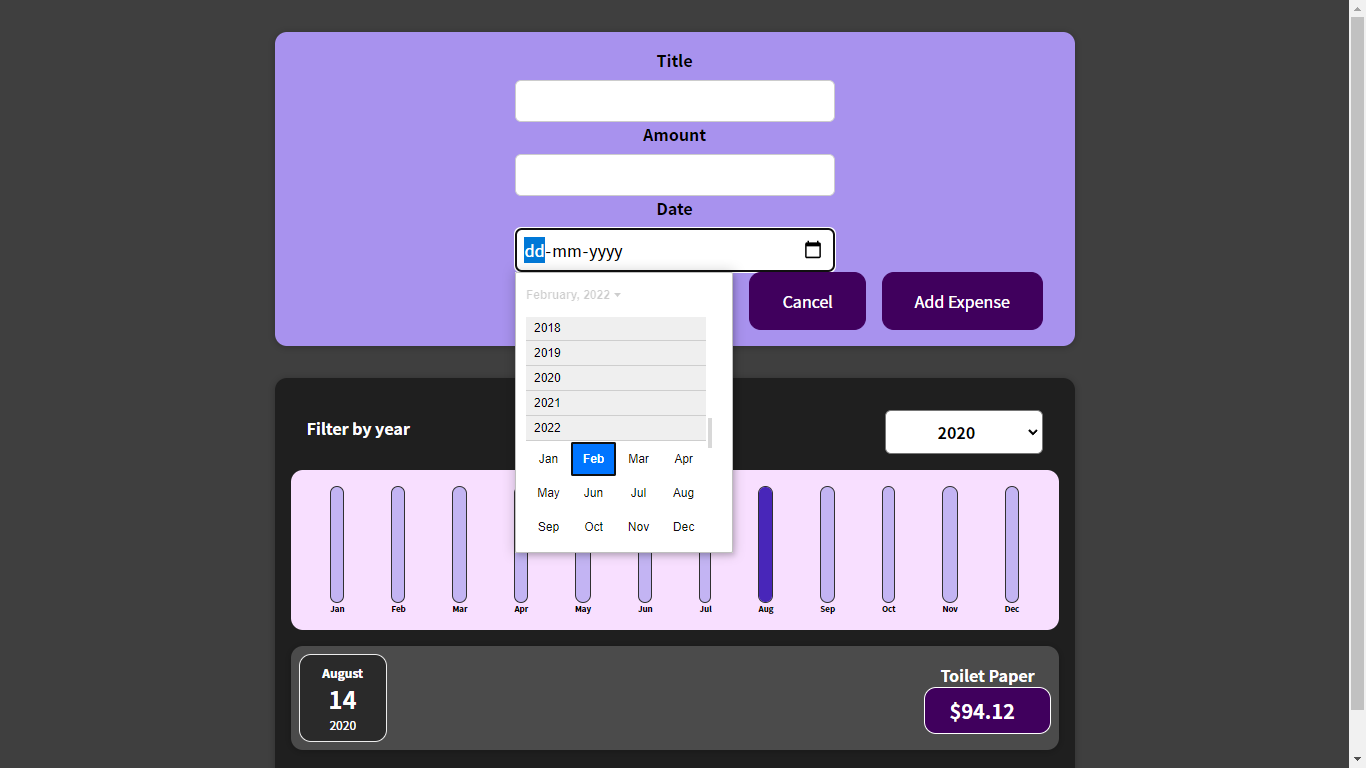 Title
Amount
Date
dd-mm-yyyy
Cancel
Add Expense
February, 2022
2018
2019
2020
2021
2022
Jan Feb Mar Apr
May Jun Jul Aug
Sep Oct Nov Dec
Filter by year
2020
Jan Feb Mar Apr May Jun Jul Aug Sep Oct Nov Dec
August
14
2020
Toilet Paper
$94.12